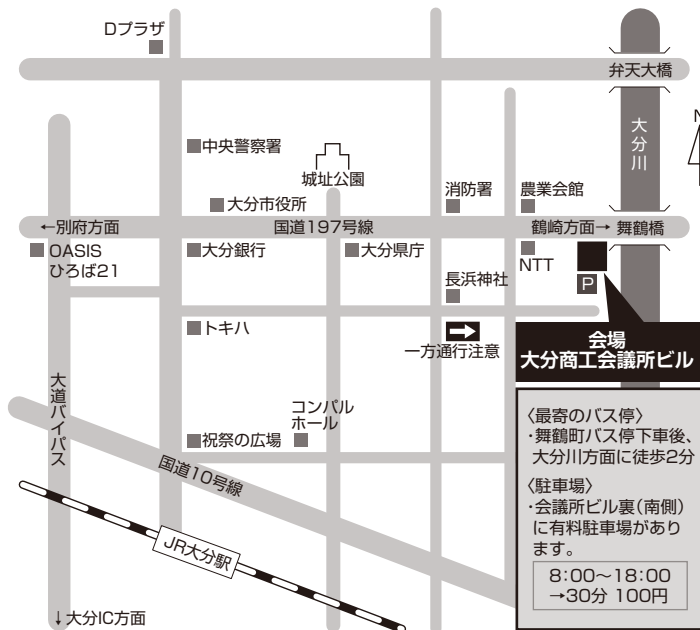 Dプラザ
弁天大橋
大分川
N
中央警察署
城址公園
大分市役所
消防署
農業会館
←別府方面
国道197号線
鶴崎方面→
舞鶴橋
OASIS
ひろば21
大分銀行
大分県庁
NTT
P
長浜神社
トキハ
一方通行注意
会場
大分商工会議所ビル
大道バイパス
コンパル
ホール
祝祭の広場
国道10号線
JR大分駅
↓大分IC方面
〈最寄のバス停〉
・舞鶴町バス停下車後、
大分川方面に徒歩2分
〈駐車場〉
・会議所ビル裏(南側)
に有料駐車場があり
ます。
8:00〜18:00
→30分 100円